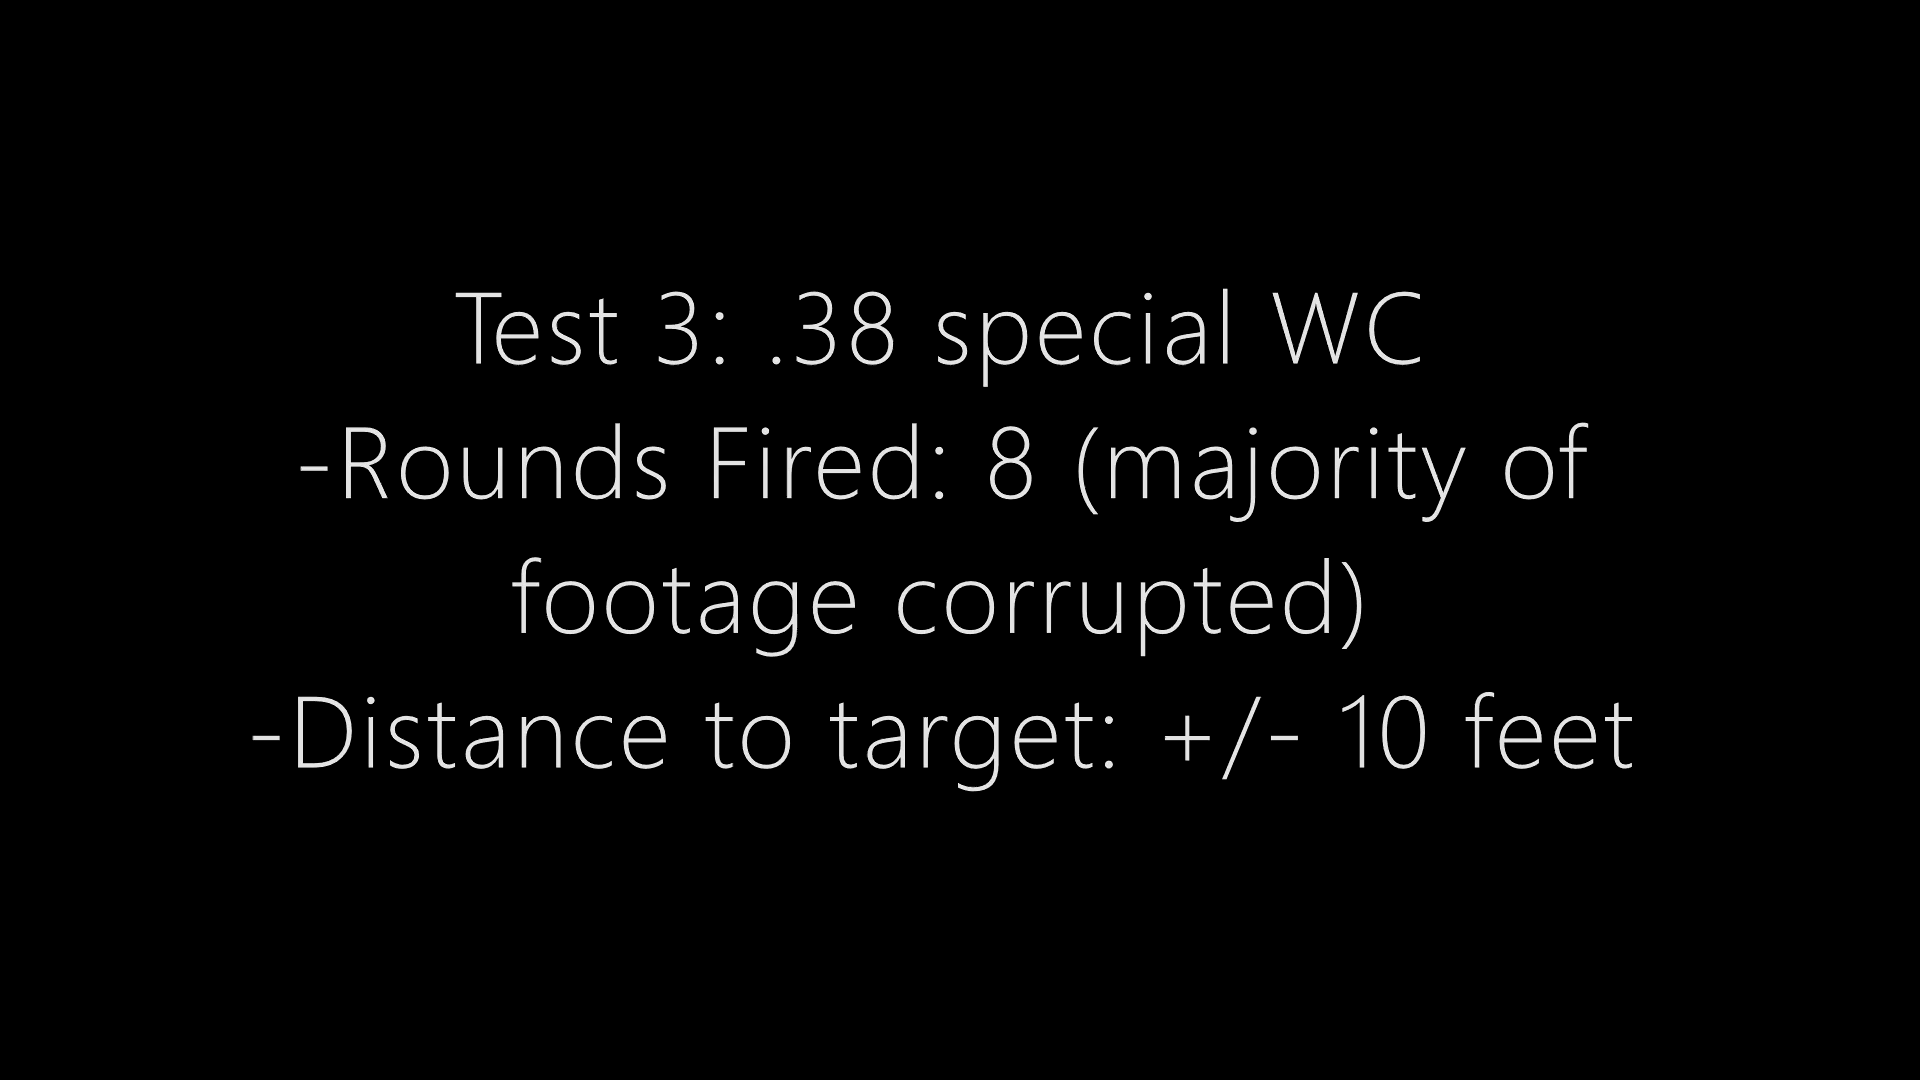 Test 3: .38 special WC
-Rounds Fired: 8 (majority of
footage corrupted)
-Distance to target: +/- 10 feet